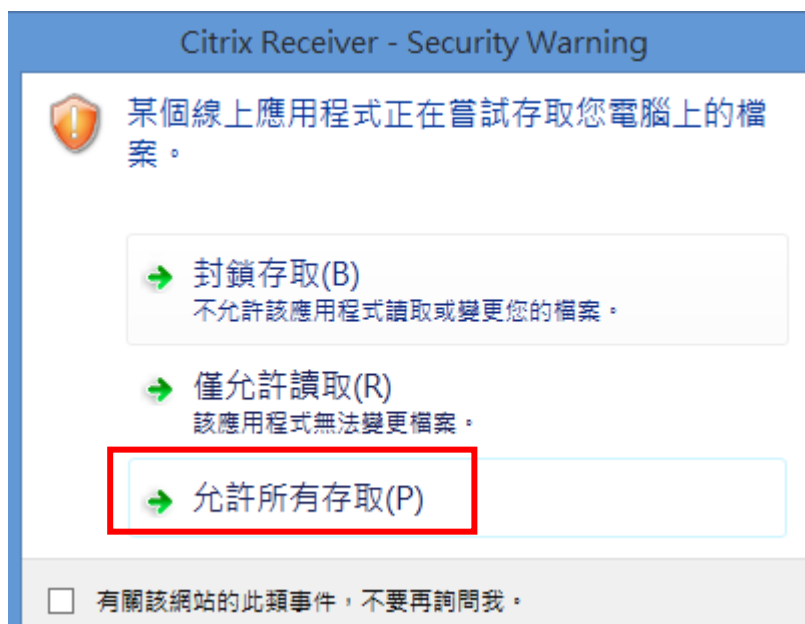 Citrix Receiver - Security Warning
某個線上應用程式正在嘗試存取您電腦上的檔
案。
封鎖存取(B)
不允許該應用程式讀取或變更您的檔案。
僅允許讀取(R)
該應用程式無法變更檔案。
允許所有存取(P)
有關該網站的此類事件，不要再詢問我。